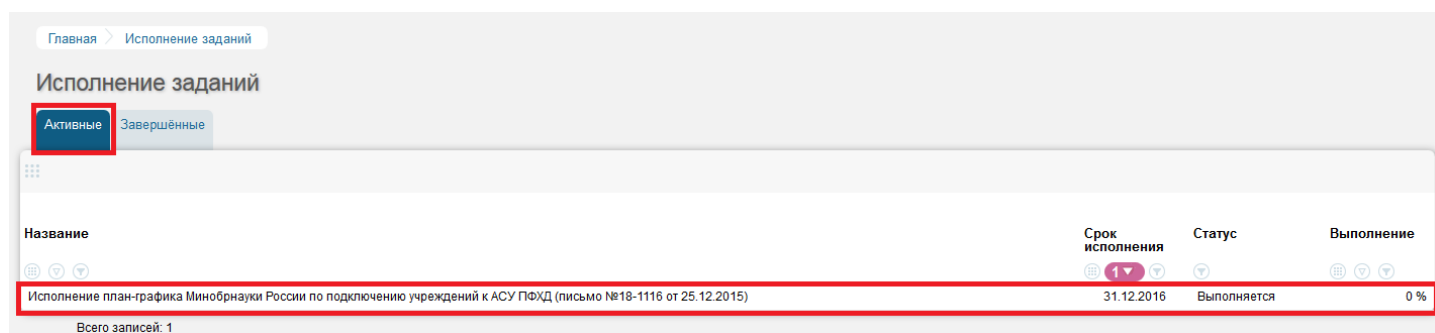 Главная Исполнение заданий
Исполнение заданий
Активные Завершённые
Название Срок исполнения Статус Выполнение
1
Исполнение план-графика Минобрнауки России по подключению учреждений к АСУ ПФХД (письмо №18-1116 от 25.12.2015) 31.12.2016 Выполняется 0 %
Всего записей: 1